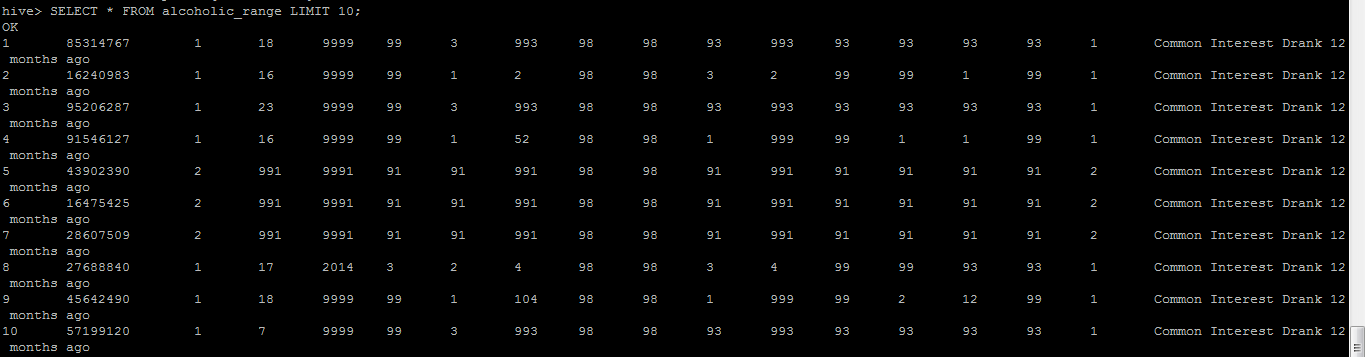 hive> SELECT * FROM alcoholic_range LIMIT 10;
OK
1 85314767 1 18 9999 99 3 993 98 98 93 993 93 93 93 93 1 Common Interest Drank 12
months ago
2 16240983 1 16 9999 99 1 2 98 98 3 2 99 99 1 99 1 Common Interest Drank 12
months ago
3 95206287 1 23 9999 99 3 993 98 98 93 993 93 93 93 93 1 Common Interest Drank 12
months ago
4 91546127 1 16 9999 99 1 52 98 98 1 999 99 1 1 99 1 Common Interest Drank 12
months ago
5 43902390 2 991 9991 91 91 991 98 98 91 991 91 91 91 91 2 Common Interest Drank 12
months ago
6 16475425 2 991 9991 91 91 991 98 98 91 991 91 91 91 91 2 Common Interest Drank 12
months ago
7 28607509 2 991 9991 91 91 991 98 98 91 991 91 91 91 91 2 Common Interest Drank 12
months ago
8 27688840 1 17 2014 3 2 4 98 98 3 4 99 99 93 93 1 Common Interest Drank 12
months ago
9 45642490 1 18 9999 99 1 104 98 98 1 999 99 2 12 99 1 Common Interest Drank 12
months ago
10 57199120 1 7 9999 99 3 993 98 98 93 993 93 93 93 93 1 Common Interest Drank 12
months ago